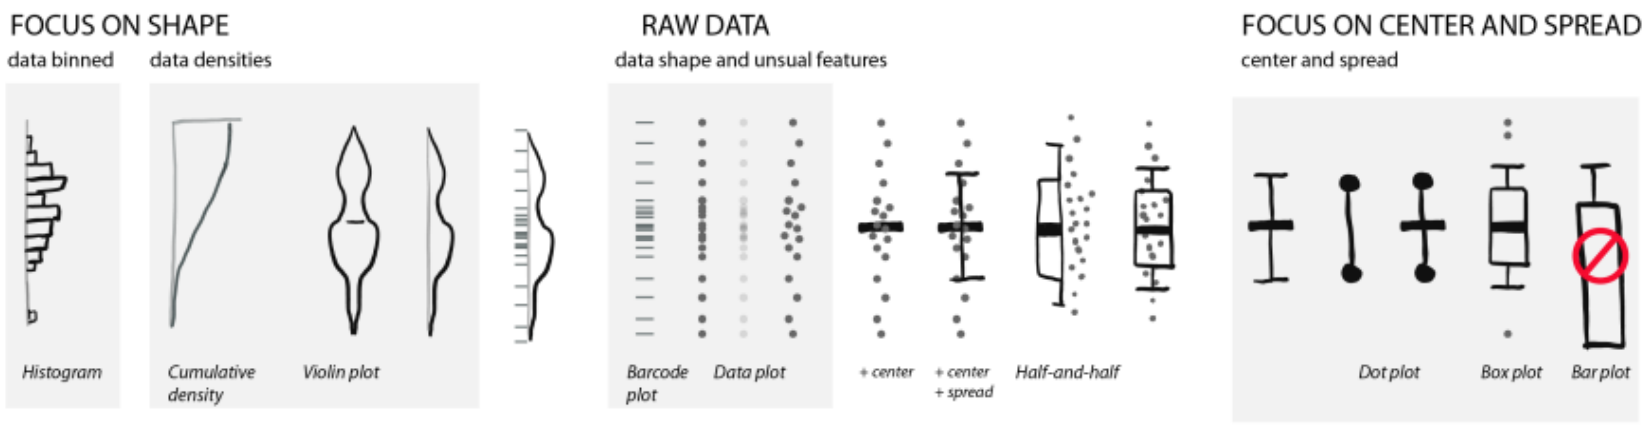 FOCUS ON SHAPE
data binned
data densities
Histogram
Cumulative
density
Violin plot
RAW DATA
data shape and unusual features
Barcode
plot
Data plot
+ center
+ center
+ spread
Half-and-half
FOCUS ON CENTER AND SPREAD
center and spread
Dot plot
Box plot
Bar plot